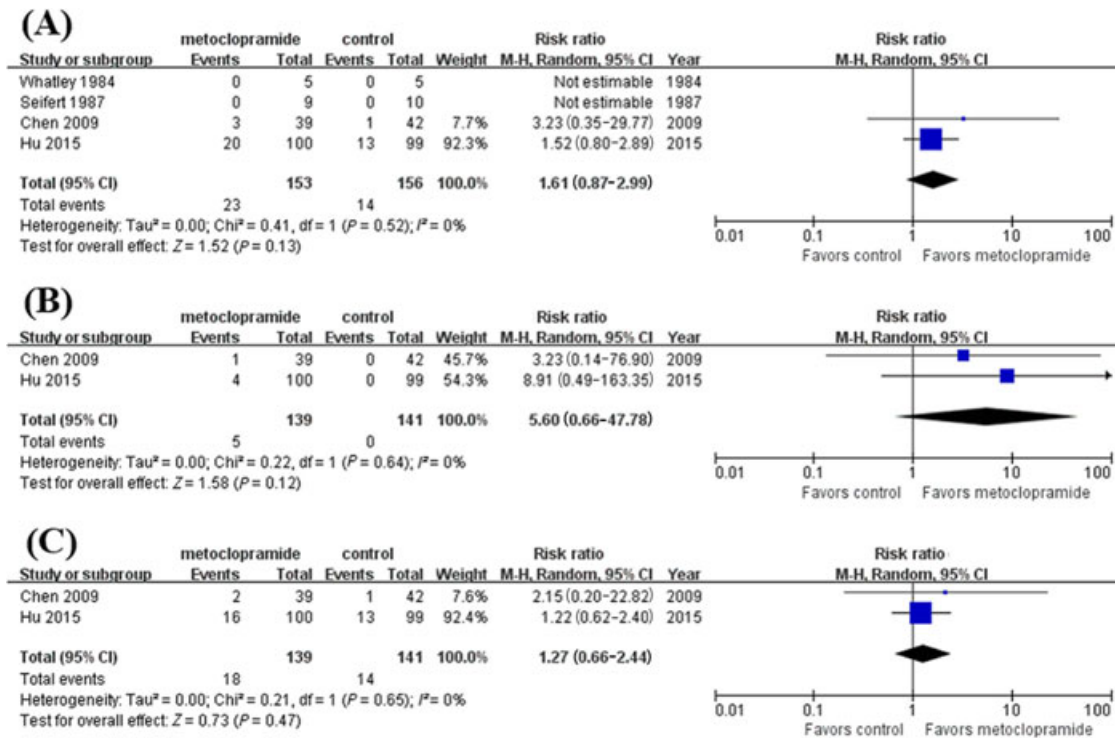 (A)
metoclopramide control Risk ratio Risk ratio
Study or subgroup Events Total Events Total Weight M-H, Random, 95% CI Year M-H, Random, 95% CI
Whatley 1984 0 5 0 5 Not estimable 1984
Seifert 1987 0 9 0 10 Not estimable 1987
Chen 2009 3 39 1 42 7.7% 3.23 (0.35-29.77) 2009
Hu 2015 20 100 13 99 92.3% 1.52 (0.80-2.89) 2015
Total (95% CI) 153 156 100.0% 1.61 (0.87-2.99)
Total events 23 14
Heterogeneity: Tau² = 0.00; Chi² = 0.41, df = 1 (P = 0.52); I² = 0%
Test for overall effect: Z = 1.52 (P = 0.13)
0.01 0.1 1 10 100
Favors control Favors metoclopramide
(B)
metoclopramide control Risk ratio Risk ratio
Study or subgroup Events Total Events Total Weight M-H, Random, 95% CI Year M-H, Random, 95% CI
Chen 2009 1 39 0 42 45.7% 3.23 (0.14-76.90) 2009
Hu 2015 4 100 0 99 54.3% 8.91 (0.49-163.35) 2015
Total (95% CI) 139 141 100.0% 5.60 (0.66-47.78)
Total events 5 0
Heterogeneity: Tau² = 0.00; Chi² = 0.22, df = 1 (P = 0.64); I² = 0%
Test for overall effect: Z = 1.58 (P = 0.12)
0.01 0.1 1 10 100
Favors control Favors metoclopramide
(C)
metoclopramide control Risk ratio Risk ratio
Study or subgroup Events Total Events Total Weight M-H, Random, 95% CI Year M-H, Random, 95% CI
Chen 2009 2 39 1 42 7.6% 2.15 (0.20-22.82) 2009
Hu 2015 16 100 13 99 92.4% 1.22 (0.62-2.40) 2015
Total (95% CI) 139 141 100.0% 1.27 (0.66-2.44)
Total events 18 14
Heterogeneity: Tau² = 0.00; Chi² = 0.21, df = 1 (P = 0.65); I² = 0%
Test for overall effect: Z = 0.73 (P = 0.47)
0.01 0.1 1 10 100
Favors control Favors metoclopramide